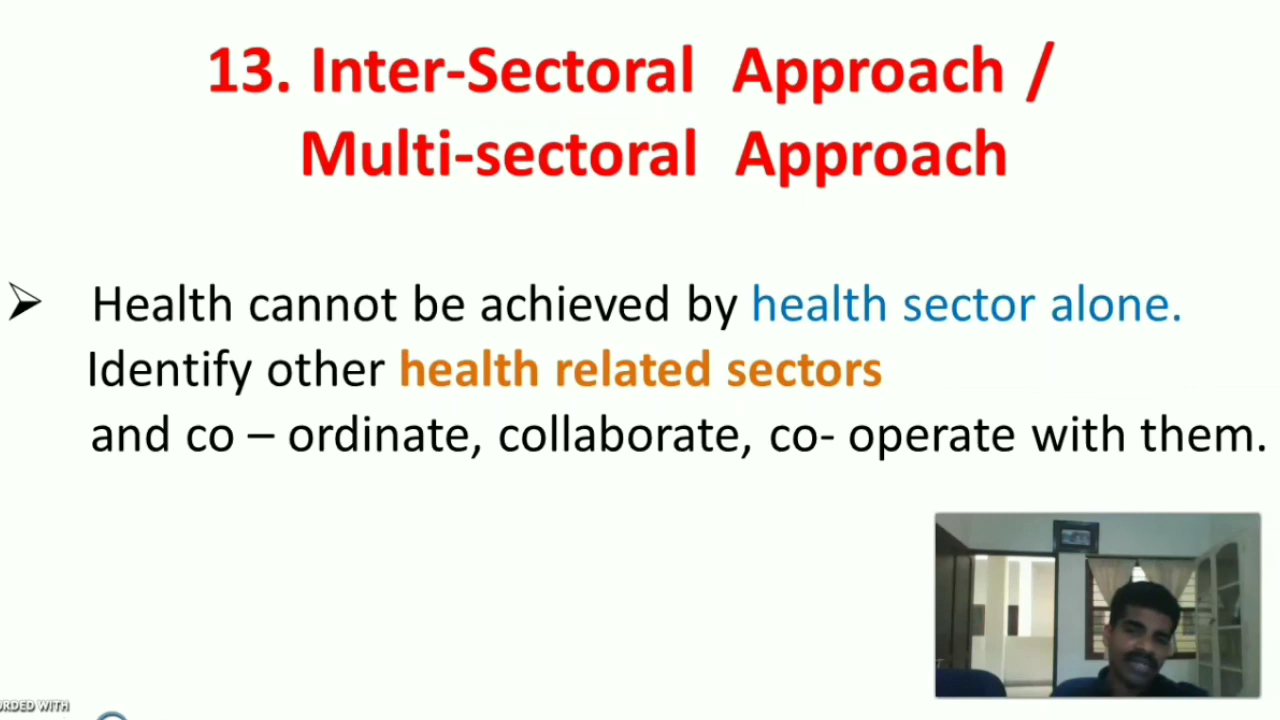 13. Inter-Sectoral Approach /
Multi-sectoral Approach
Health cannot be achieved by health sector alone.
Identify other health related sectors
and co – ordinate, collaborate, co- operate with them.
WITH